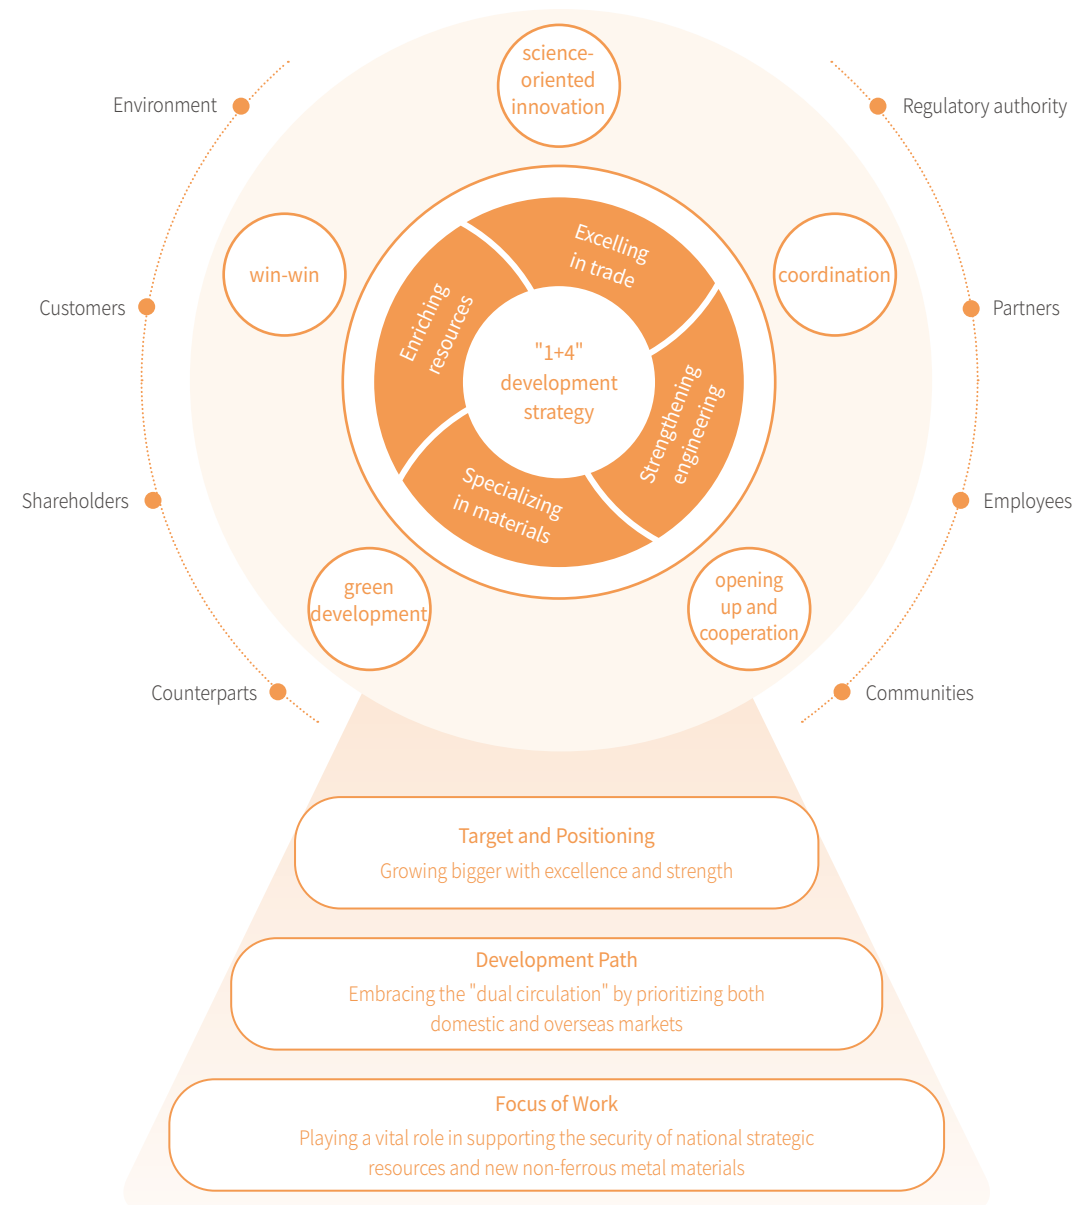 science-
oriented
innovation
Environment
Regulatory authority
win-win
coordination
Excelling
in trade
Enriching
resources
"1+4"
development
strategy
Strengthening
engineering
Specializing
in materials
Customers
Partners
Shareholders
Employees
green
development
opening
up and
cooperation
Counterparts
Communities
Target and Positioning
Growing bigger with excellence and strength
Development Path
Embracing the "dual circulation" by prioritizing both
domestic and overseas markets
Focus of Work
Playing a vital role in supporting the security of national strategic
resources and new non-ferrous metal materials